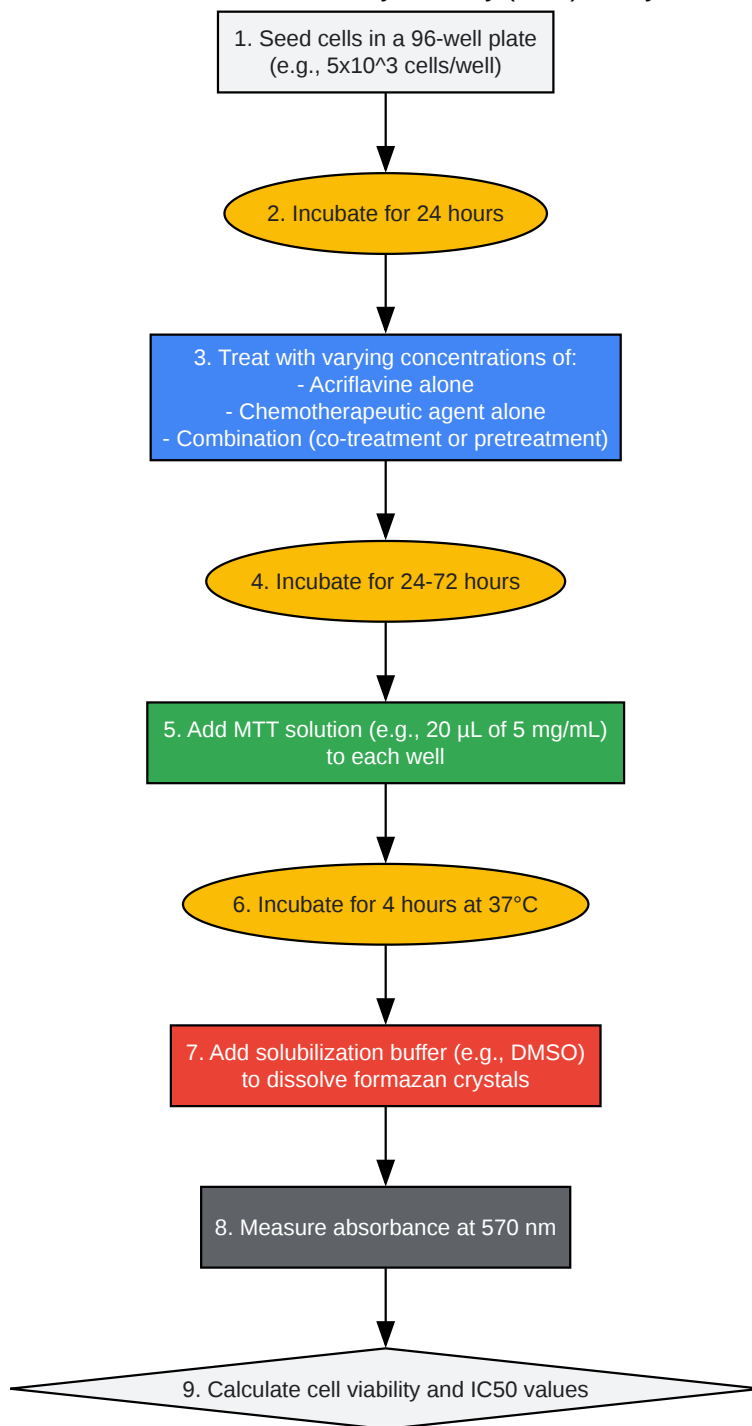 1. Seed cells in a 96-well plate
(e.g., 5x10^3 cells/well)
2. Incubate for 24 hours
3. Treat with varying concentrations of:
- Acriflavine alone
- Chemotherapeutic agent alone
- Combination (co-treatment or pretreatment)
4. Incubate for 24-72 hours
5. Add MTT solution (e.g., 20 µL of 5 mg/mL)
to each well
6. Incubate for 4 hours at 37°C
7. Add solubilization buffer (e.g., DMSO)
to dissolve formazan crystals
8. Measure absorbance at 570 nm
9. Calculate cell viability and IC50 values